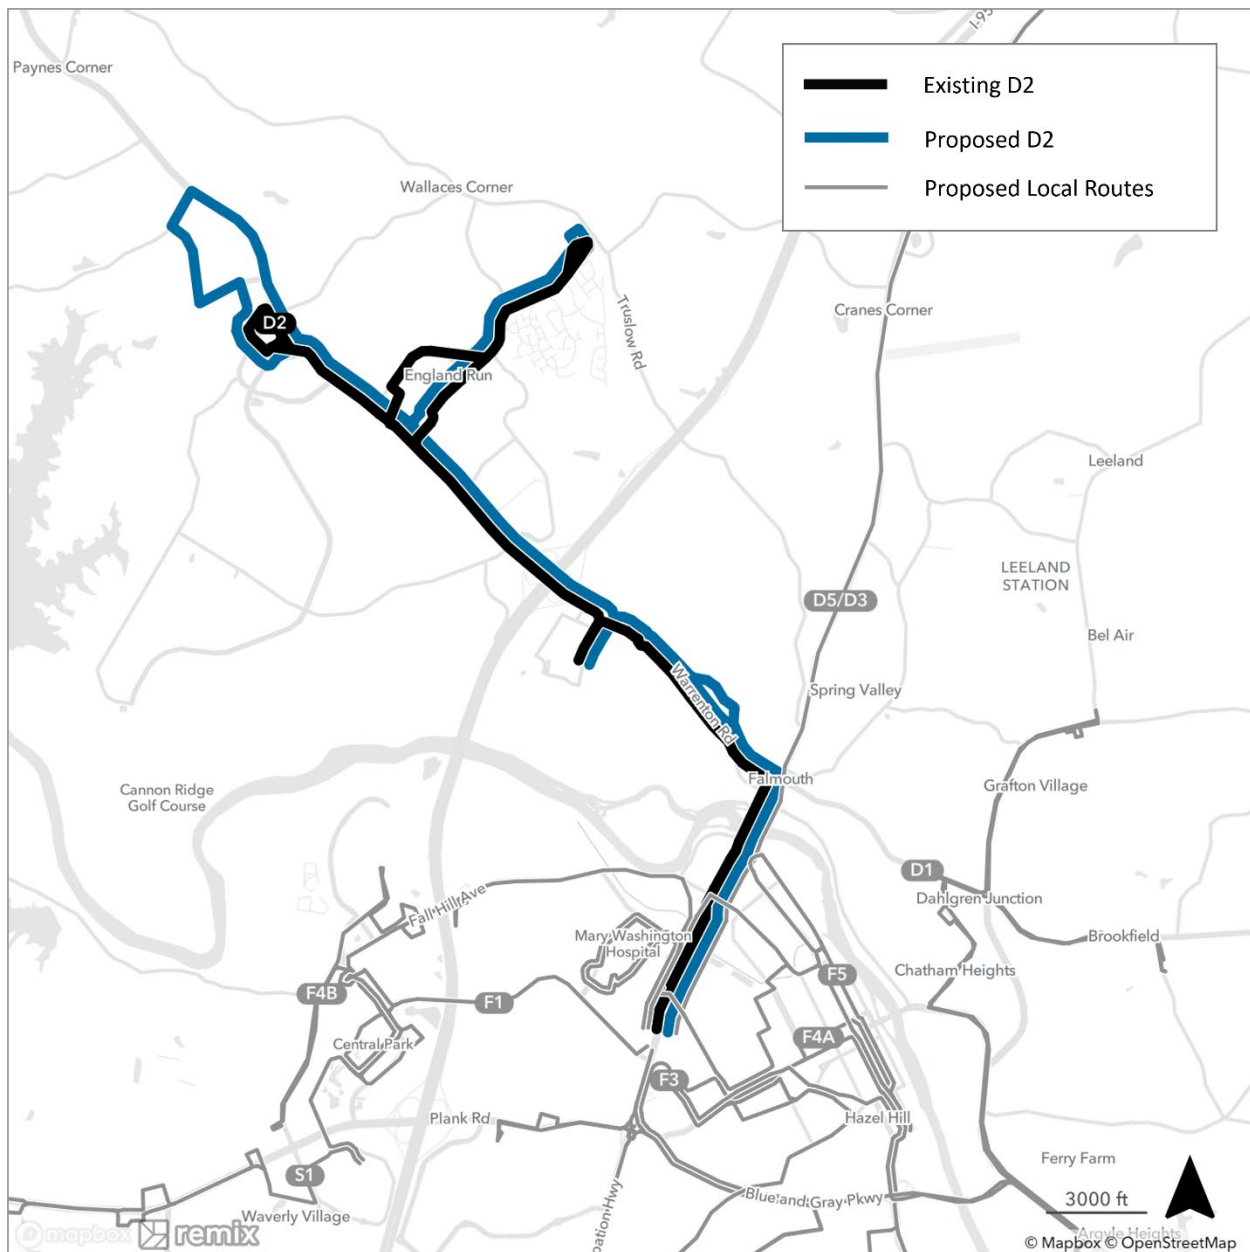 I-95
Paynes Corner
Existing D2
Proposed D2
Proposed Local Routes
Wallaces Corner
Truslow Rd
Cranes Corner
D2
England Run
Leeland
LEELAND
STATION
D5/D3
Bel Air
Warrenton Rd
Spring Valley
Falmouth
Cannon Ridge
Golf Course
Grafton Village
D1
Dahlgren Junction
Fall Hill Ave
Mary Washington
Hospital
Brookfield
Chatham Heights
F5
F4B
F1
F4A
Central Park
F3
Plank Rd
Hazel Hill
S1
Ferry Farm
Waverly Village
Blue and Gray Pkwy
3000 ft
Argyle Heights
mapbox
remix
© Mapbox © OpenStreetMap